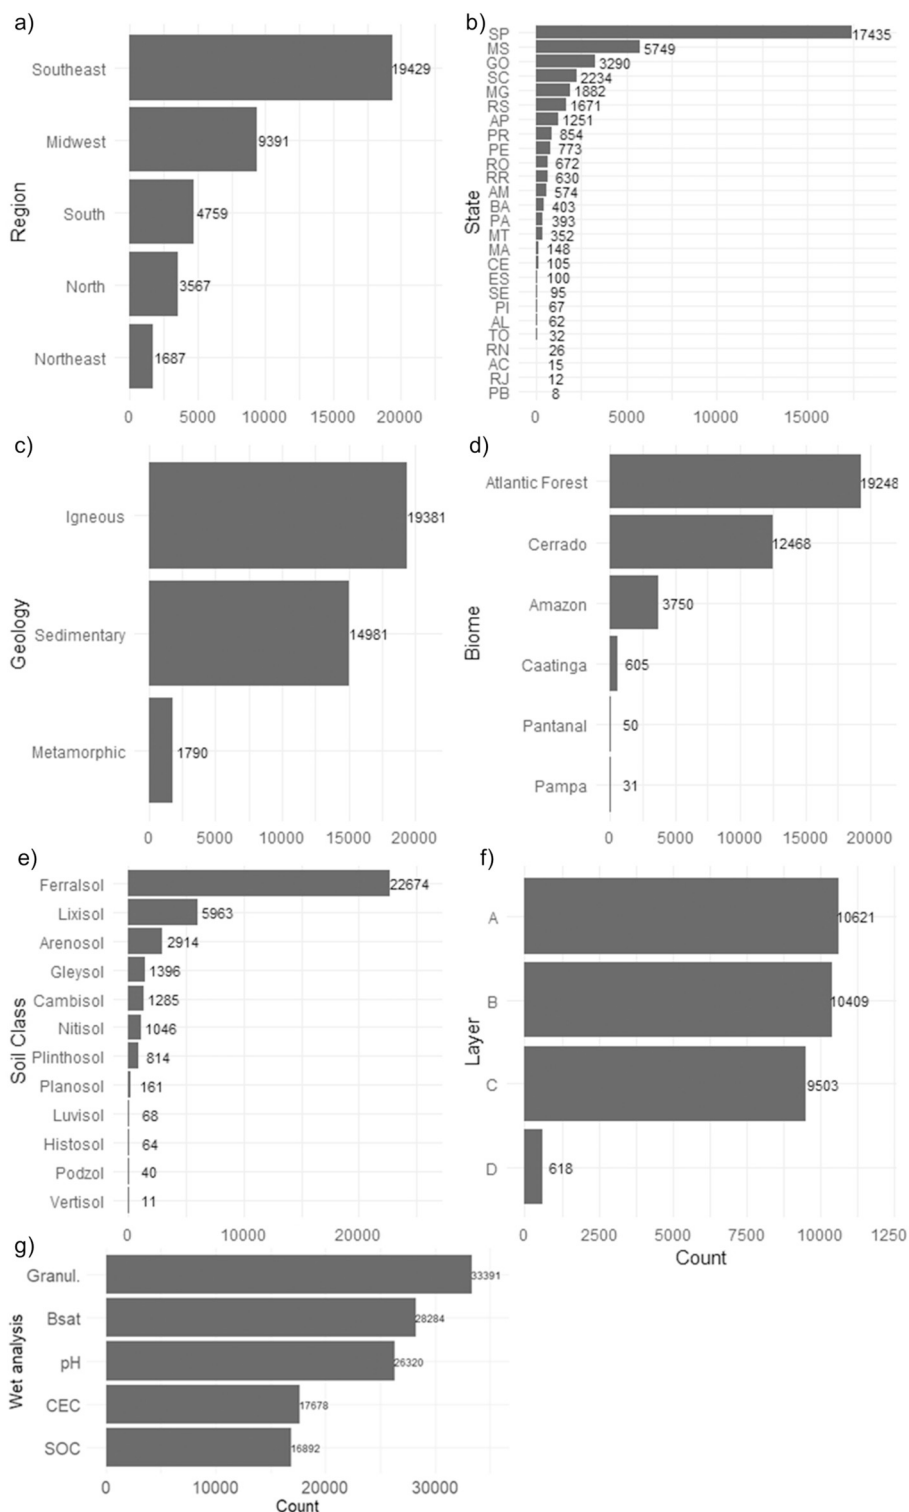 a)
Region
Southeast 19429
Midwest 9391
South 4759
North 3567
Northeast 1687
0 5000 10000 15000 20000
b)
State
SP 17435
MS 5749
GO 3290
SC 2234
MG 1882
RS 1671
AP 1251
PR 854
PE 773
RO 672
RR 630
AM 574
BA 403
PA 393
MT 352
MA 148
CE 105
ES 100
SE 95
PI 67
AL 62
TO 32
RN 26
AC 15
RJ 12
PB 8
0 5000 10000 15000
c)
Geology
Igneous 19381
Sedimentary 14981
Metamorphic 1790
0 5000 10000 15000 20000
d)
Biome
Atlantic Forest 19248
Cerrado 12468
Amazon 3750
Caatinga 605
Pantanal 50
Pampa 31
0 5000 10000 15000 20000
e)
Soil Class
Ferralsol 22674
Lixisol 5963
Arenosol 2914
Gleysol 1396
Cambisol 1285
Nitisol 1046
Plinthosol 814
Planosol 161
Luvisol 68
Histosol 64
Podzol 40
Vertisol 11
0 10000 20000
f)
Layer
A 10621
B 10409
C 9503
D 618
0 2500 5000 7500 10000 1250
Count
g)
Wet analysis
Granul. 33391
Bsat 28284
pH 26320
CEC 17678
SOC 16892
0 10000 20000 30000
Count